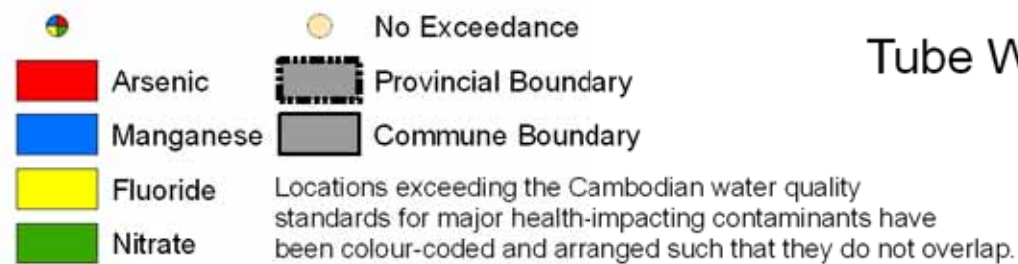 No Exceedance
Tube W
Arsenic
Provincial Boundary
Manganese
Commune Boundary
Fluoride
Locations exceeding the Cambodian water quality
standards for major health-impacting contaminants have
been colour-coded and arranged such that they do not overlap.
Nitrate